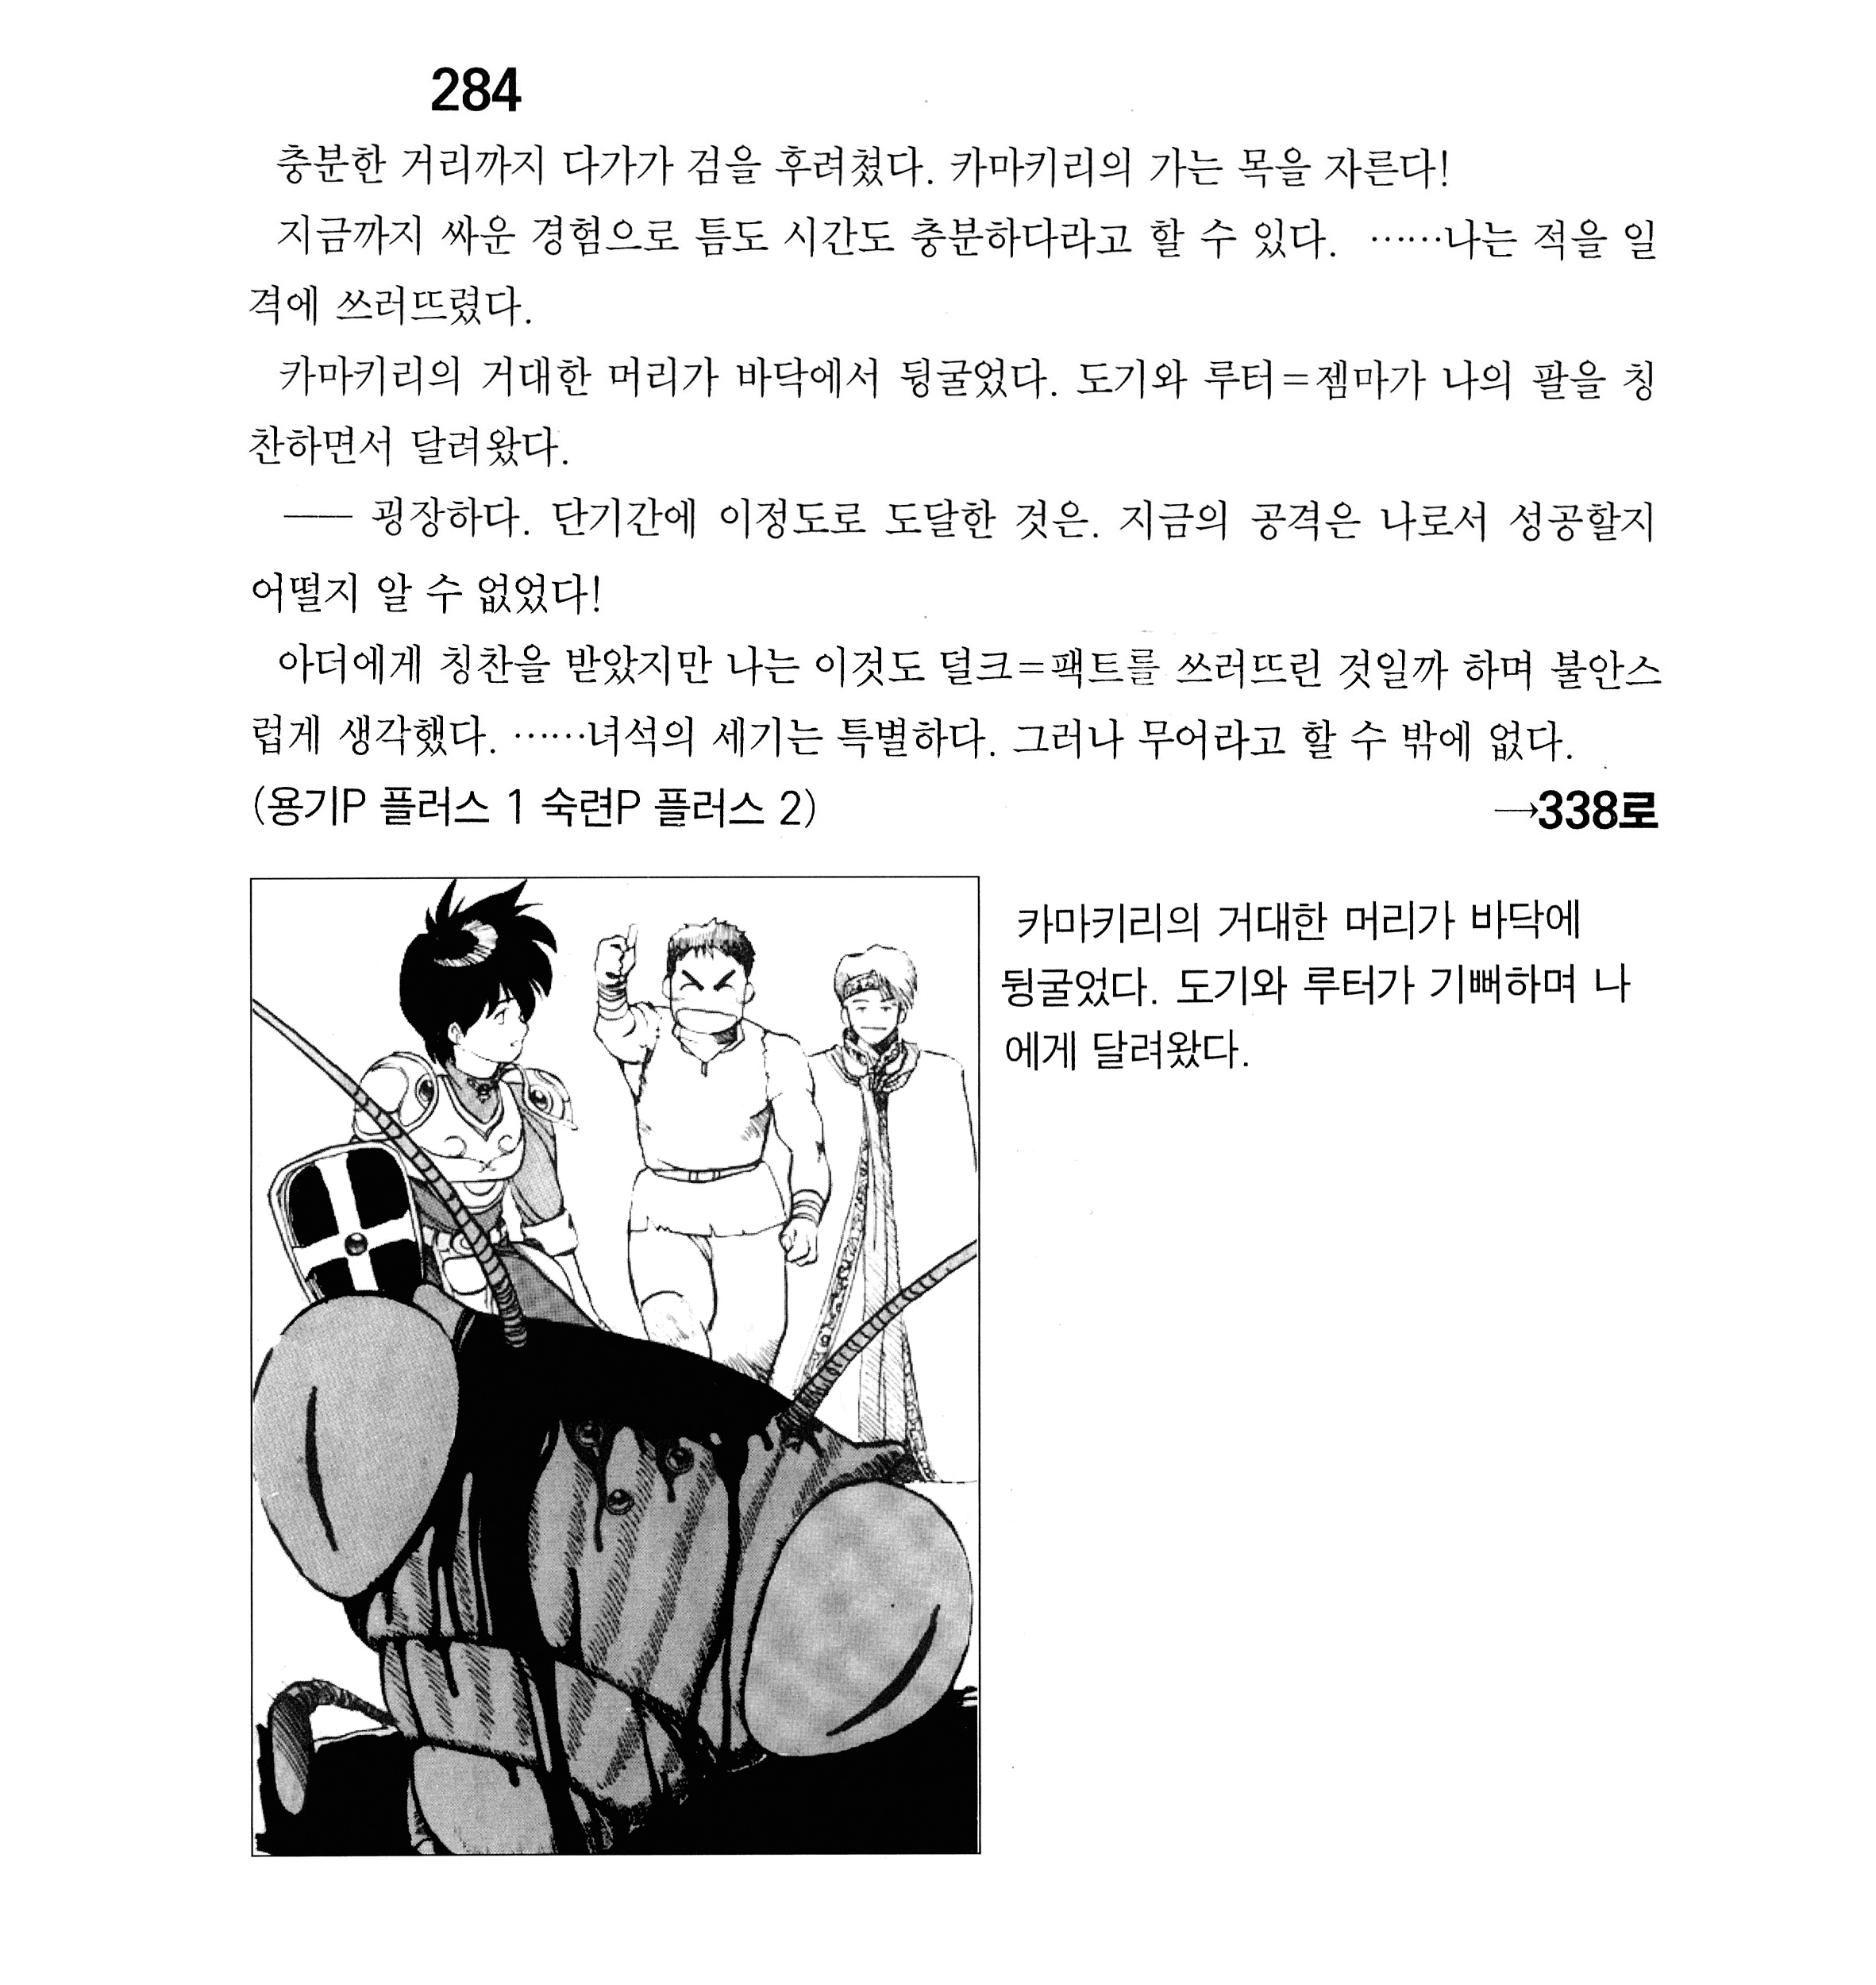 284
충분한 거리까지 다가가 검을 후려쳤다. 카마키리의 가는 목을 자른다!
지금까지 싸운 경험으로 틈도 시간도 충분하다라고 할 수 있다. ……나는 적을 일
격에 쓰러뜨렸다.
카마키리의 거대한 머리가 바닥에서 뒹굴었다. 도기와 루터=젬마가 나의 팔을 칭
찬하면서 달려왔다.
── 굉장하다. 단기간에 이정도로 도달한 것은. 지금의 공격은 나로서 성공할지
어떨지 알 수 없었다!
아더에게 칭찬을 받았지만 나는 이것도 덜크=팩트를 쓰러뜨린 것일까 하며 불안스
럽게 생각했다. ……녀석의 세기는 특별하다. 그러나 무어라고 할 수 밖에 없다.
(용기P 플러스 1 숙련P 플러스 2) →338로
카마키리의 거대한 머리가 바닥에
뒹굴었다. 도기와 루터가 기뻐하며 나
에게 달려왔다.